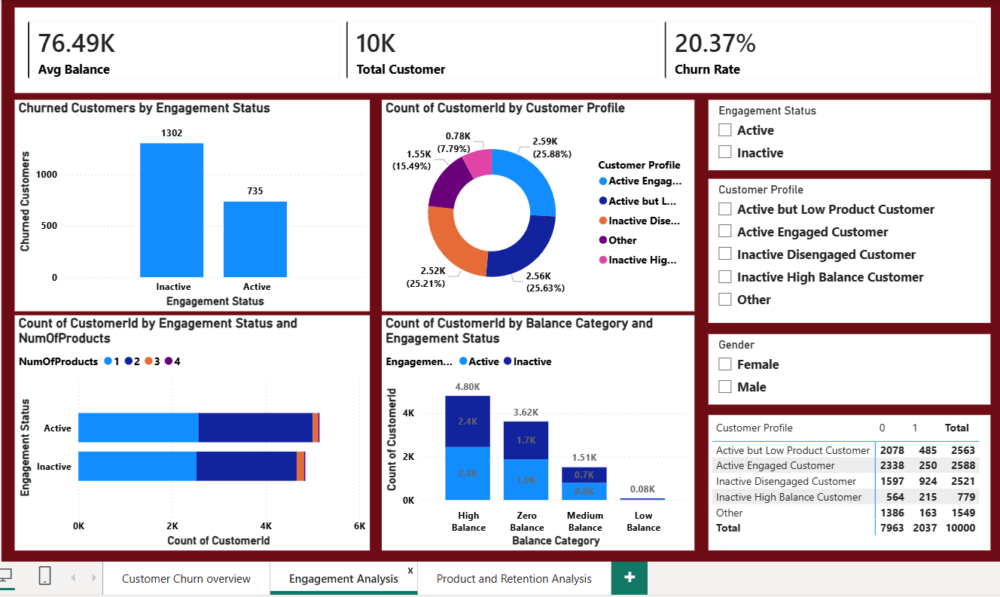 76.49K
Avg Balance
10K
Total Customer
20.37%
Churn Rate
Churned Customers by Engagement Status
Churned Customers
1000
500
0
1302
735
Inactive
Active
Engagement Status
Count of CustomerId by Customer Profile
0.78K
(7.79%)
2.59K
(25.88%)
1.55K
(15.49%)
2.52K
(25.21%)
2.56K
(25.63%)
Customer Profile
Active Engag...
Active but L...
Inactive Dise...
Other
Inactive Hig...
Engagement Status
Active
Inactive
Customer Profile
Active but Low Product Customer
Active Engaged Customer
Inactive Disengaged Customer
Inactive High Balance Customer
Other
Gender
Female
Male
Count of CustomerId by Engagement Status and
NumOfProducts
NumOfProducts 1 2 3 4
Engagement Status
Active
Inactive
0K 2K 4K 6K
Count of CustomerId
Count of CustomerId by Balance Category and
Engagement Status
Engagemen... Active Inactive
Count of CustomerId
4K
2K
0K
4.80K
2.4K
2.4K
3.62K
1.7K
1.9K
1.51K
0.7K
0.8K
0.08K
High
Balance
Zero
Balance
Medium
Balance
Low
Balance
Balance Category
Customer Profile 0 1 Total
Active but Low Product Customer 2078 485 2563
Active Engaged Customer 2338 250 2588
Inactive Disengaged Customer 1597 924 2521
Inactive High Balance Customer 564 215 779
Other 1386 163 1549
Total 7963 2037 10000
Customer Churn overview
Engagement Analysis x
Product and Retention Analysis
+